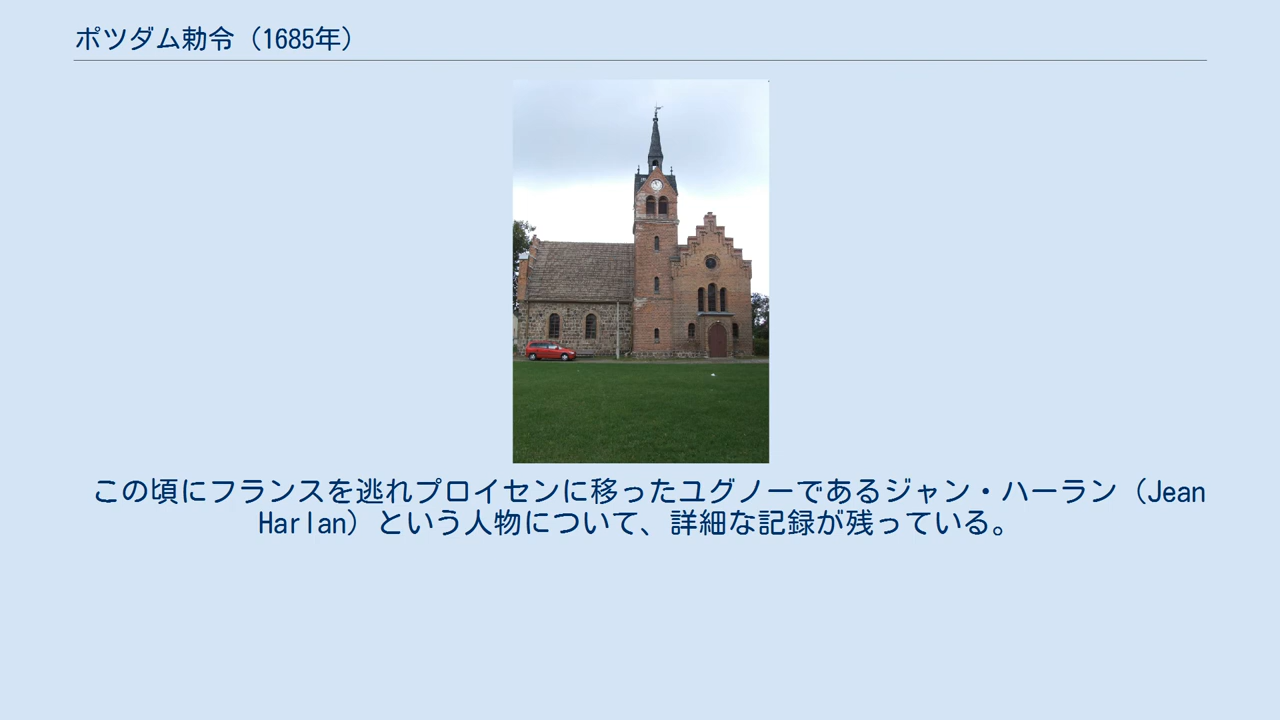 ポツダム勅令（1685年）
この頃にフランスを逃れプロイセンに移ったユグノーであるジャン・ハーラン（Jean
Harlan）という人物について、詳細な記録が残っている。